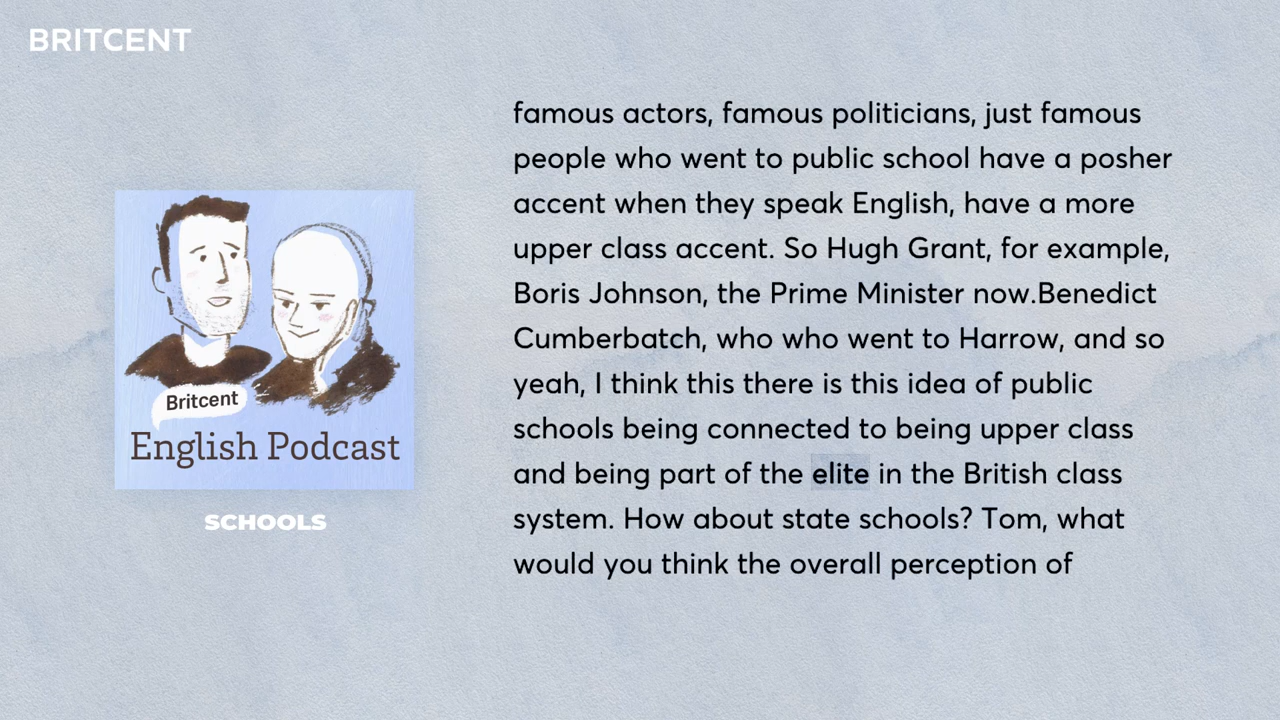 BRITCENT
Britcent
English Podcast
SCHOOLS
famous actors, famous politicians, just famous
people who went to public school have a posher
accent when they speak English, have a more
upper class accent. So Hugh Grant, for example,
Boris Johnson, the Prime Minister now.Benedict
Cumberbatch, who who went to Harrow, and so
yeah, I think this there is this idea of public
schools being connected to being upper class
and being part of the elite in the British class
system. How about state schools? Tom, what
would you think the overall perception of